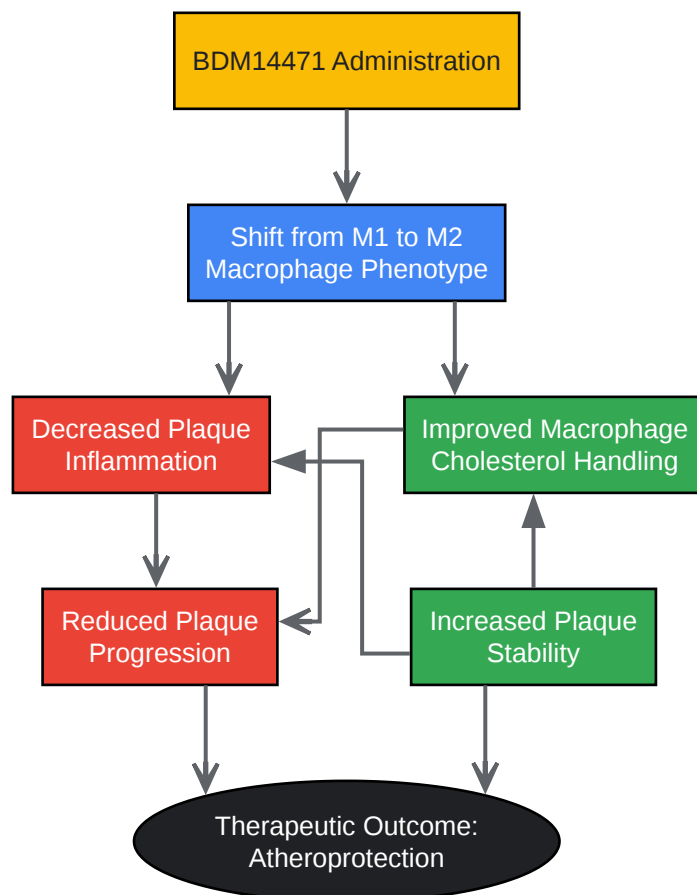 BDM14471 Administration
Shift from M1 to M2
Macrophage Phenotype
Decreased Plaque
Inflammation
Improved Macrophage
Cholesterol Handling
Reduced Plaque
Progression
Increased Plaque
Stability
Therapeutic Outcome:
Atheroprotection